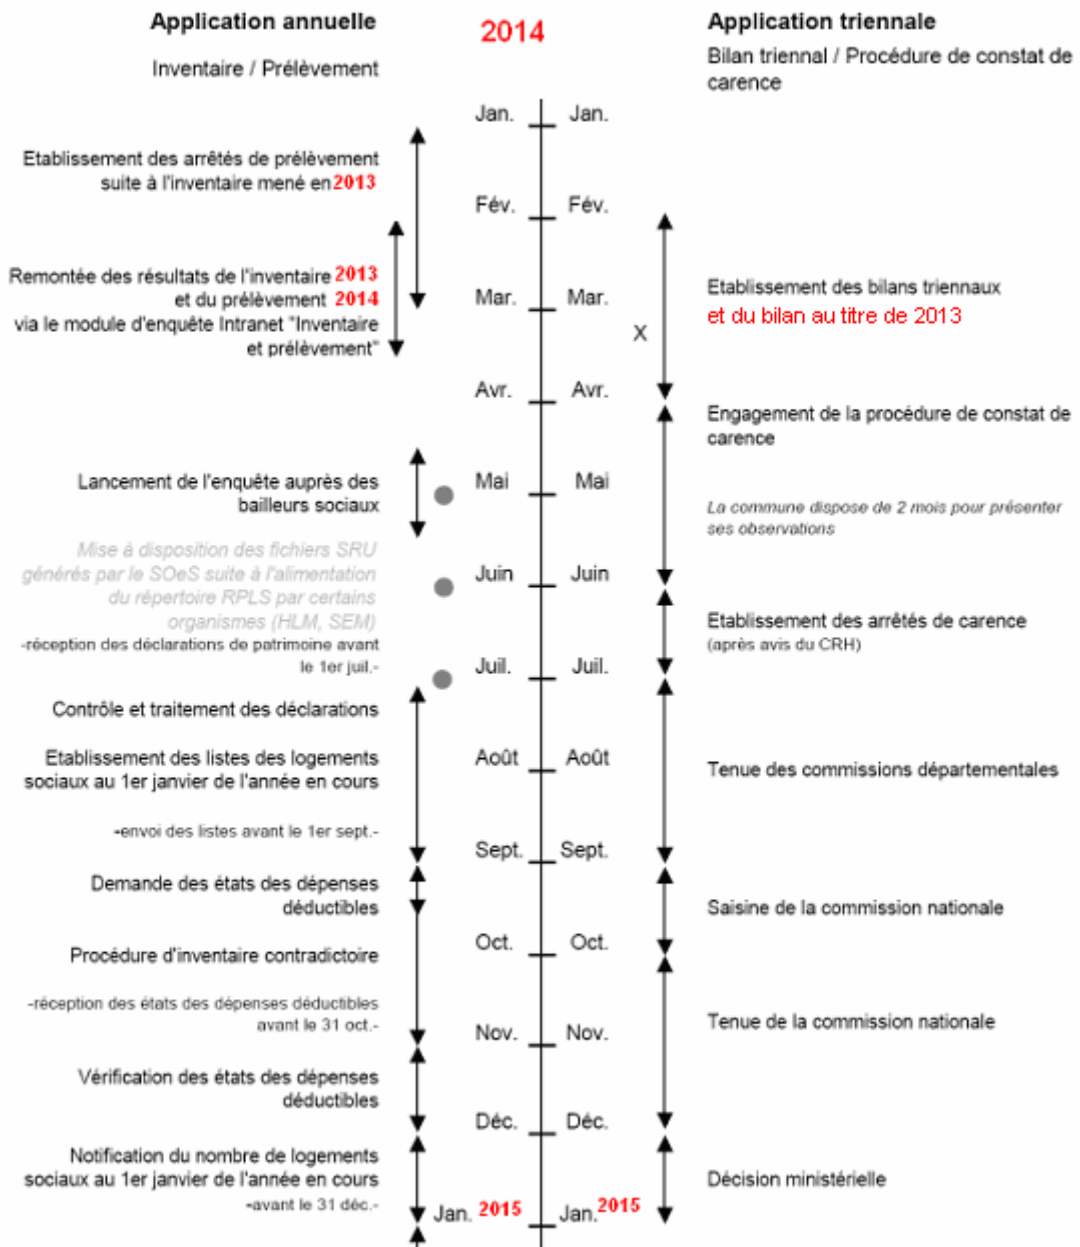 Application annuelle
Inventaire / Prélèvement
2014
Application triennale
Bilan triennal / Procédure de constat de
carence
Jan. Jan.
Etablissement des arrêtés de prélèvement
suite à l'inventaire mené en 2013
Fév. Fév.
Remontée des résultats de l'inventaire 2013
et du prélèvement 2014
via le module d'enquête Intranet "Inventaire
et prélèvement"
Mar. Mar.
Etablissement des bilans triennaux
et du bilan au titre de 2013
X
Avr. Avr.
Engagement de la procédure de constat de
carence
Lancement de l'enquête auprès des
bailleurs sociaux
Mai Mai
La commune dispose de 2 mois pour présenter
ses observations
Mise à disposition des fichiers SRU
générés par le SOeS suite à l'alimentation
du répertoire RPLS par certains
organismes (HLM, SEM)
Juin Juin
-réception des déclarations de patrimoine avant
le 1er juil.-
Etablissement des arrêtés de carence
(après avis du CRH)
Juil. Juil.
Contrôle et traitement des déclarations
Etablissement des listes des logements
sociaux au 1er janvier de l'année en cours
Août Août
Tenue des commissions départementales
-envoi des listes avant le 1er sept.-
Sept. Sept.
Demande des états des dépenses
déductibles
Saisine de la commission nationale
Procédure d'inventaire contradictoire
Oct. Oct.
-réception des états des dépenses déductibles
avant le 31 oct.-
Tenue de la commission nationale
Nov. Nov.
Vérification des états des dépenses
déductibles
Déc. Déc.
Notification du nombre de logements
sociaux au 1er janvier de l'année en cours
-avant le 31 déc.-
Décision ministérielle
Jan. 2015 Jan. 2015